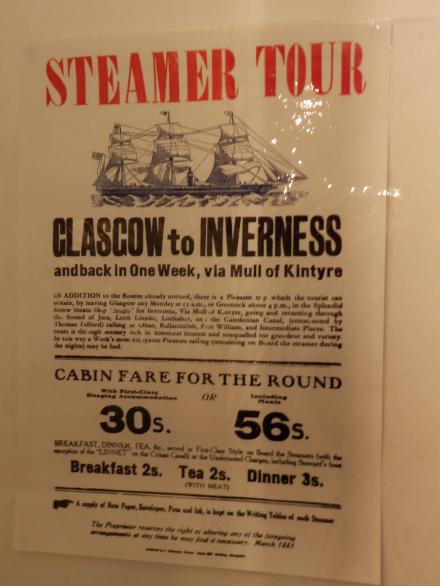 STEAMER TOUR
GLASGOW to INVERNESS
and back in One Week, via Mull of Kintyre
IN ADDITION to the Routes already noticed, there is a Pleasant trip which the tourist can
obtain, by leaving Glasgow any Monday at 11 a.m., or Greenock about 4 p.m., in the Splendid
Screw Steam Ship "Staffa" for Inverness, Via Mull of Kintyre, going and returning through
the Sound of Jura, Loch Linnhe, Lochaber, and the Caledonian Canal, (constructed by
Thomas Telford) calling at Oban, Ballachulish, Fort William, and Intermediate Places. The
route is through scenery rich in historical interest and unequalled for grandeur and variety.
In this way a Week's most enjoyable Pleasure sailing (remaining on Board the steamer during
the nights) may be had.
CABIN FARE FOR THE ROUND
With First-Class
Sleeping Accommodation
OR
Including
Meals
30s. 56s.
BREAKFAST, DINNER, TEA, &c., served in First-Class Style on Board the Steamers (with the
exception of the "LINNET" on the Crinan Canal), at the Undernoted Charges, including Steward's fees
Breakfast 2s. Tea 2s. Dinner 3s.
(WITH MEAT)
A supply of Note Paper, Envelopes, Pens and Ink, is kept on the Writing Tables of each Steamer
The Proprietor reserves the right of altering any of the foregoing
arrangements at any time he may find it necessary. March 1881